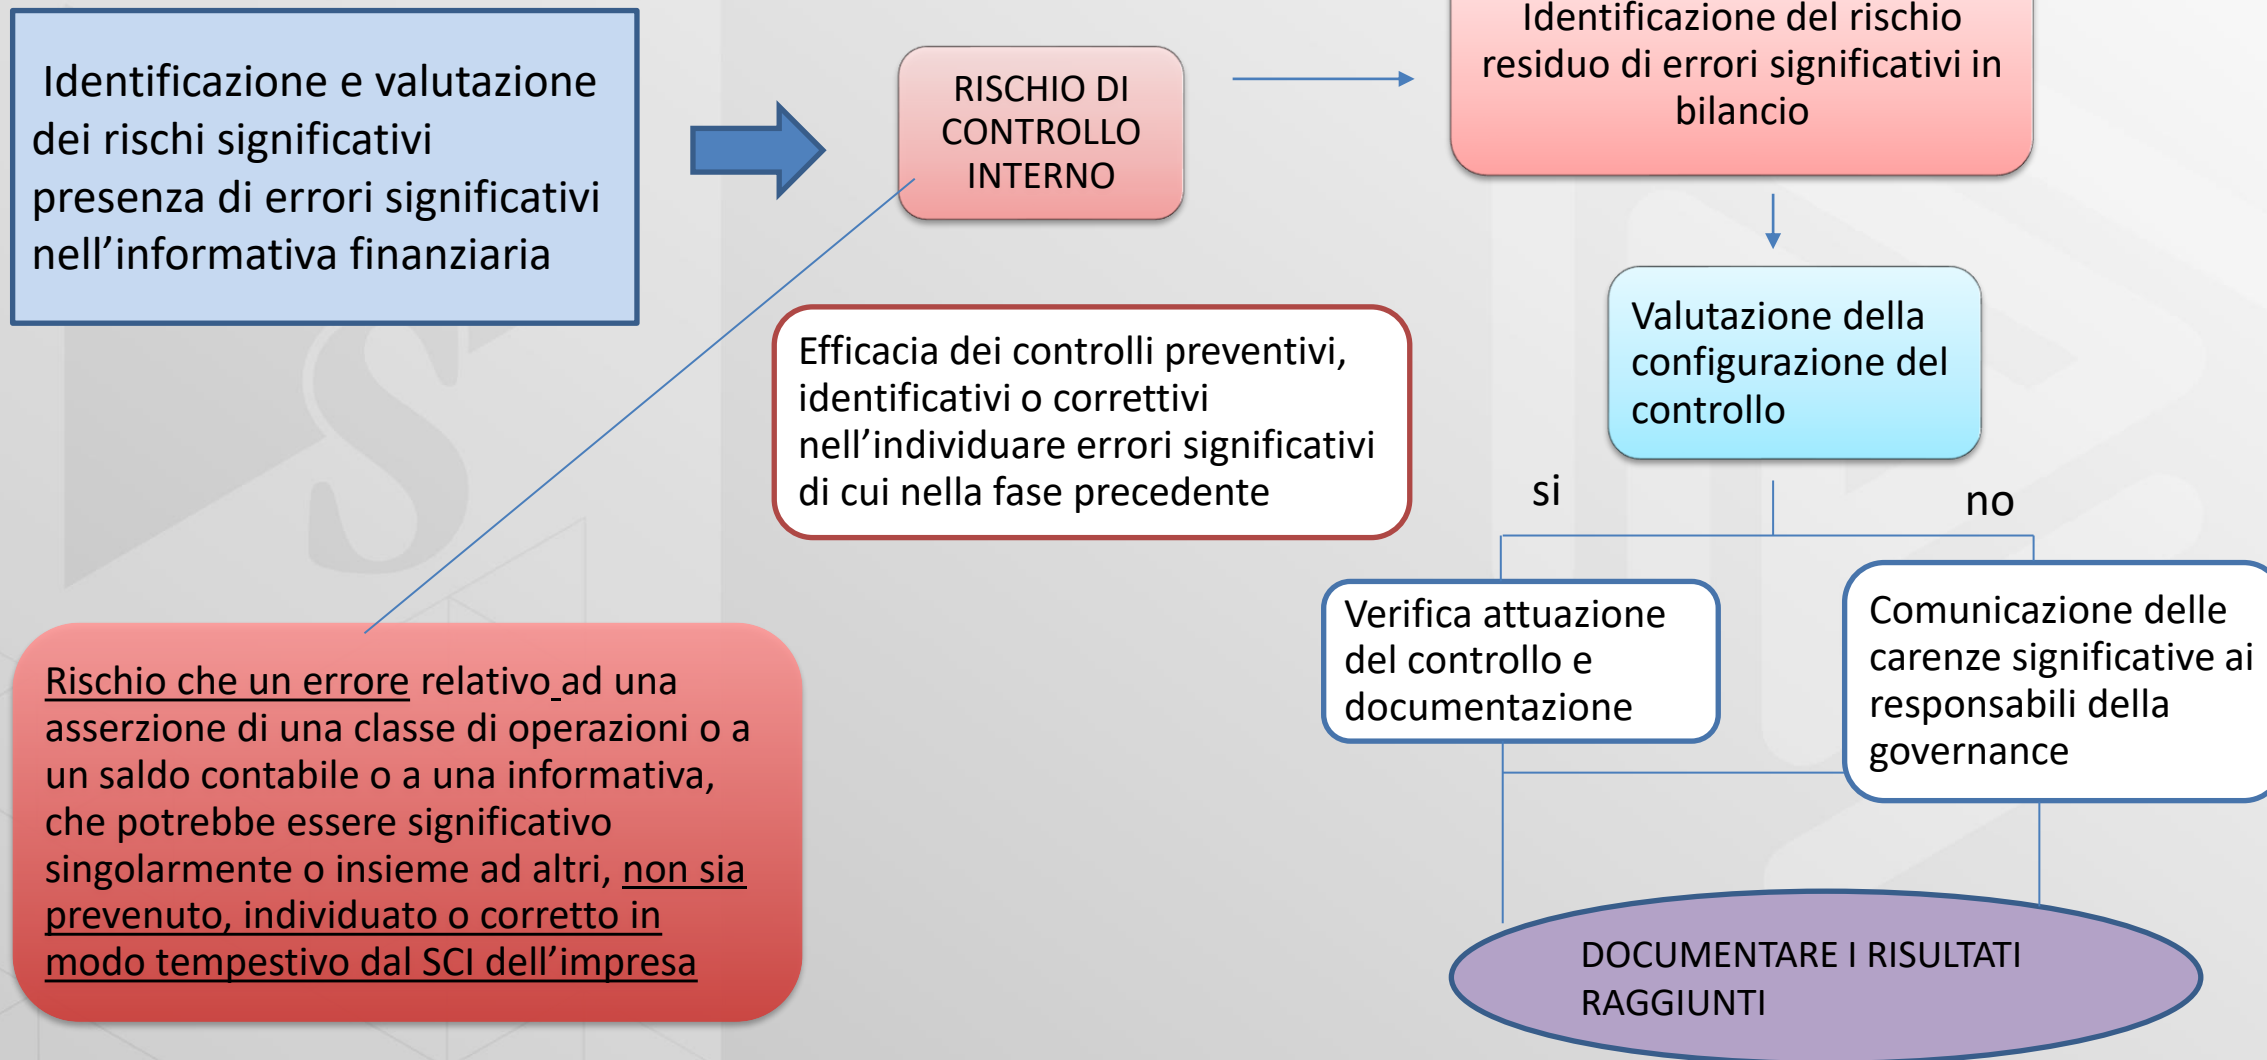 Identificazione e valutazione
dei rischi significativi
presenza di errori significativi
nell’informativa finanziaria
RISCHIO DI
CONTROLLO
INTERNO
Identificazione del rischio
residuo di errori significativi in
bilancio
Efficacia dei controlli preventivi,
identificativi o correttivi
nell’individuare errori significativi
di cui nella fase precedente
Valutazione della
configurazione del
controllo
si
no
Verifica attuazione
del controllo e
documentazione
Comunicazione delle
carenze significative ai
responsabili della
governance
Rischio che un errore relativo ad una
asserzione di una classe di operazioni o a
un saldo contabile o a una informativa,
che potrebbe essere significativo
singolarmente o insieme ad altri, non sia
prevenuto, individuato o corretto in
modo tempestivo dal SCI dell’impresa
DOCUMENTARE I RISULTATI
RAGGIUNTI